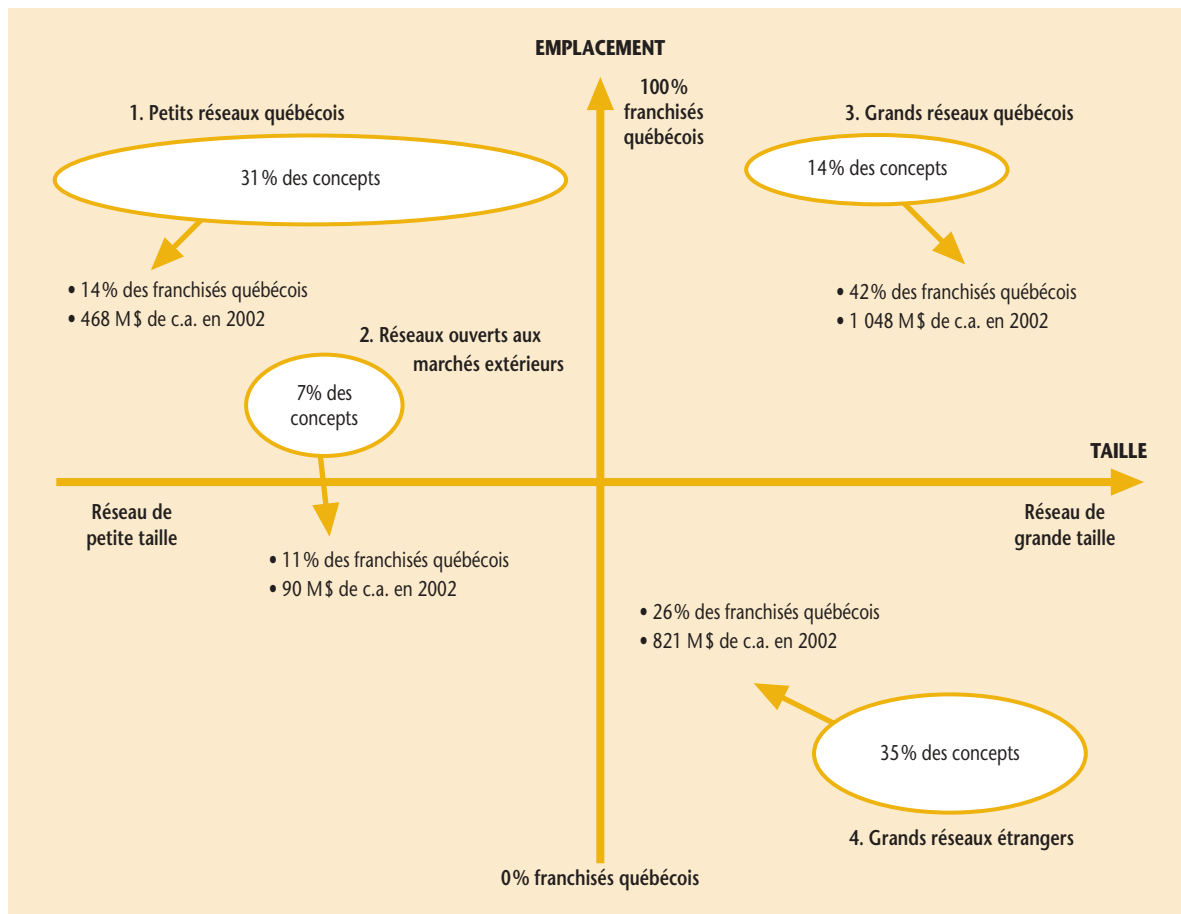 EMPLACEMENT
100% franchisés québécois
1. Petits réseaux québécois
31% des concepts
• 14% des franchisés québécois
• 468 M$ de c.a. en 2002
2. Réseaux ouverts aux
marchés extérieurs
7% des
concepts
• 11% des franchisés québécois
• 90 M$ de c.a. en 2002
3. Grands réseaux québécois
14% des concepts
• 42% des franchisés québécois
• 1 048 M$ de c.a. en 2002
TAILLE
Réseau de
petite taille
Réseau de
grande taille
• 26% des franchisés québécois
• 821 M$ de c.a. en 2002
35% des concepts
4. Grands réseaux étrangers
0% franchisés québécois